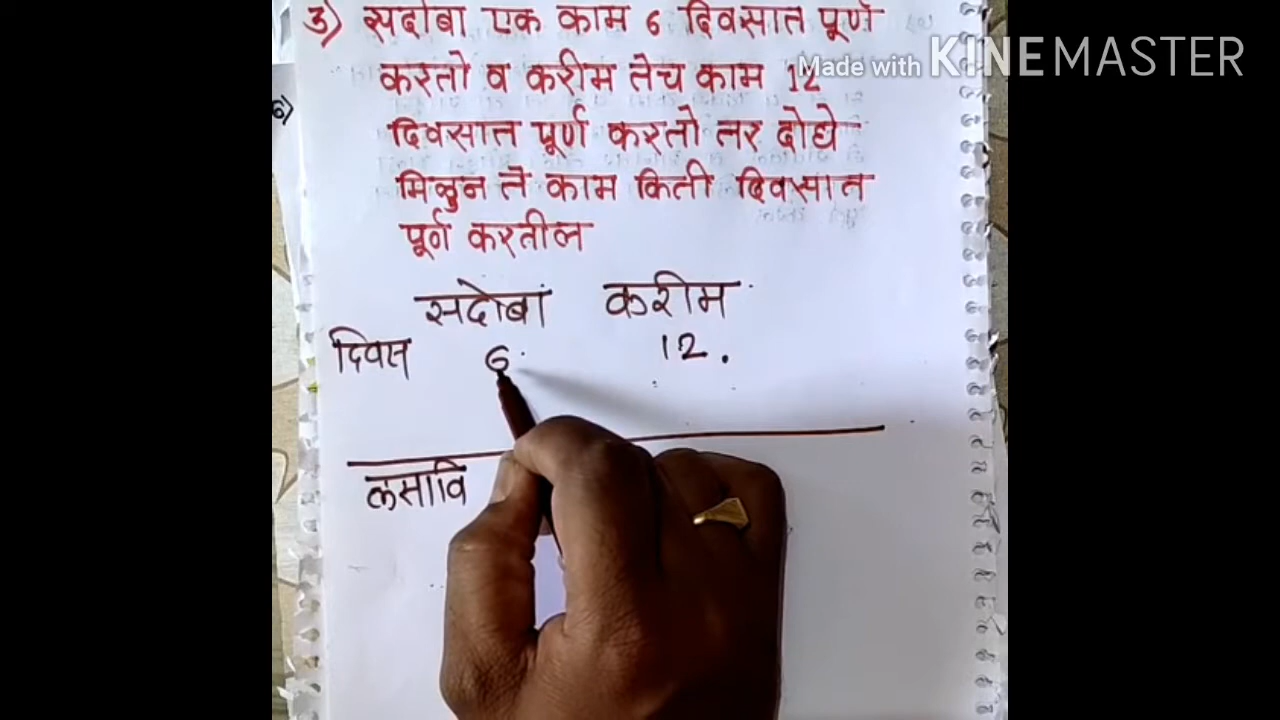 3) सदोबा एक काम 6 दिवसात पूर्ण
करतो व करीम तेच काम 12
दिवसात पूर्ण करतो तर दोघे
मिळुन ते काम किती दिवसात
पूर्ण करतील
Made with KINEMASTER
सदोबा करीम
दिवस 6 12
लसावि